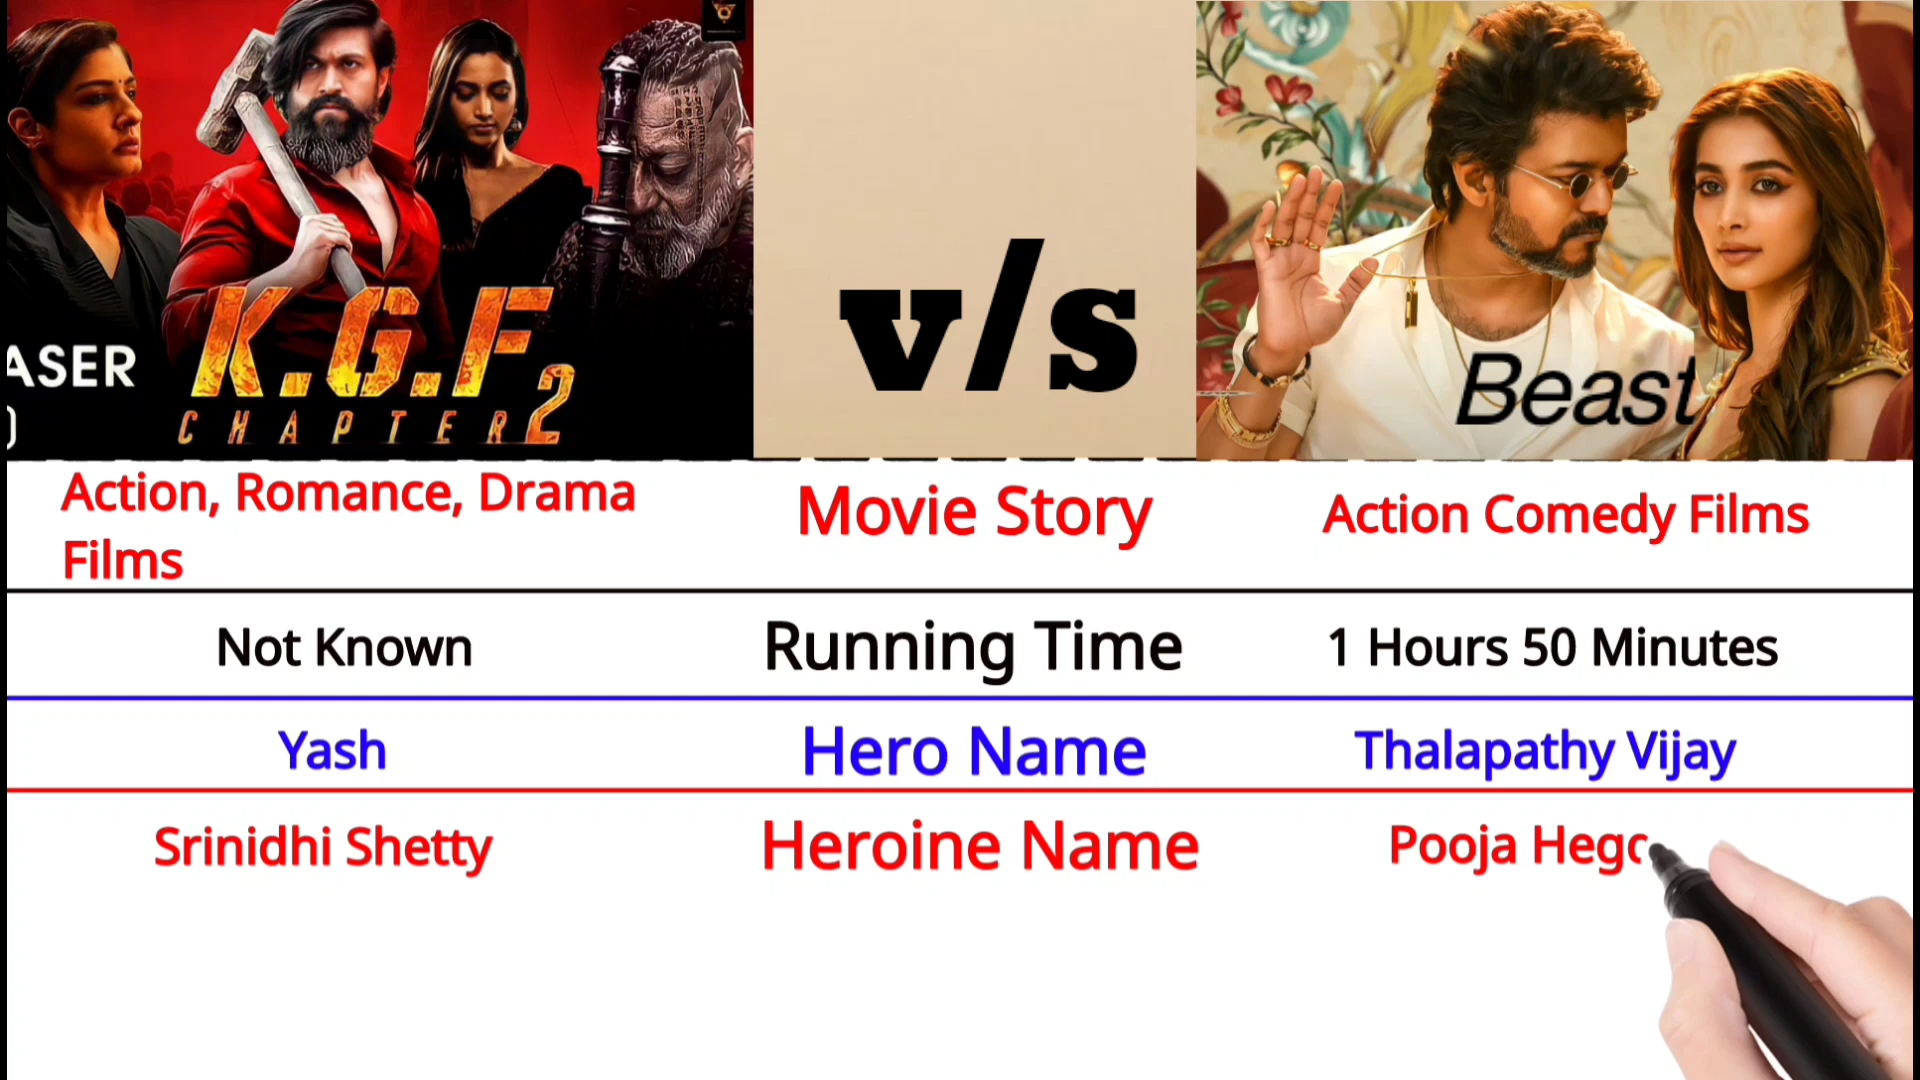 ASER
K.G.F
CHAPTER 2
v/s
Beast
Action, Romance, Drama
Films
Movie Story
Action Comedy Films
Not Known
Running Time
1 Hours 50 Minutes
Yash
Hero Name
Thalapathy Vijay
Srinidhi Shetty
Heroine Name
Pooja